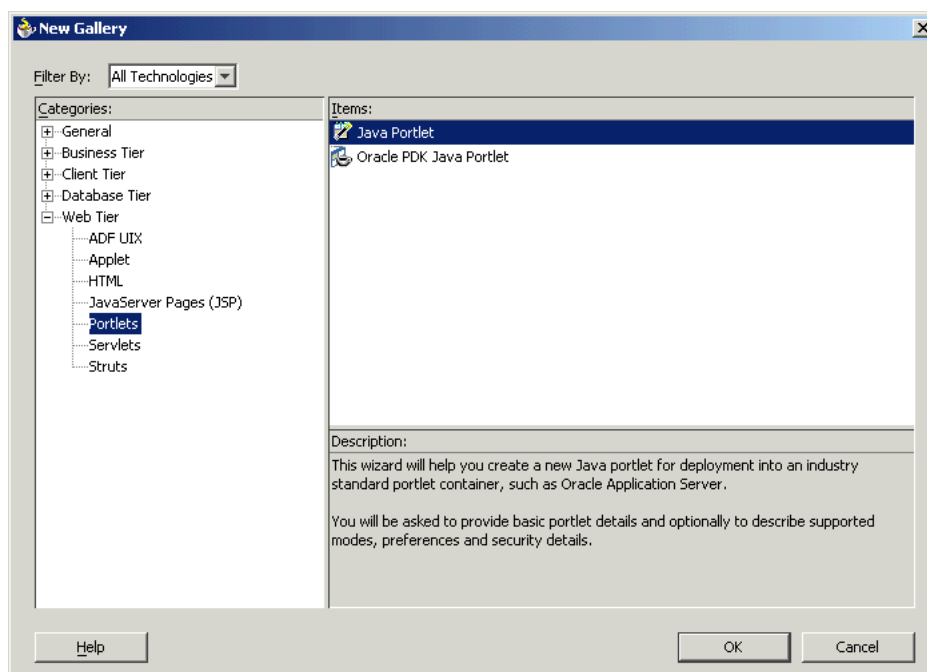 New Gallery
Filter By: All Technologies
Categories:
General
Business Tier
Client Tier
Database Tier
Web Tier
ADF UIX
Applet
HTML
JavaServer Pages (JSP)
Portlets
Servlets
Struts
Items:
Java Portlet
Oracle PDK Java Portlet
Description:
This wizard will help you create a new Java portlet for deployment into an industry
standard portlet container, such as Oracle Application Server.
You will be asked to provide basic portlet details and optionally to describe supported
modes, preferences and security details.
Help
OK
Cancel